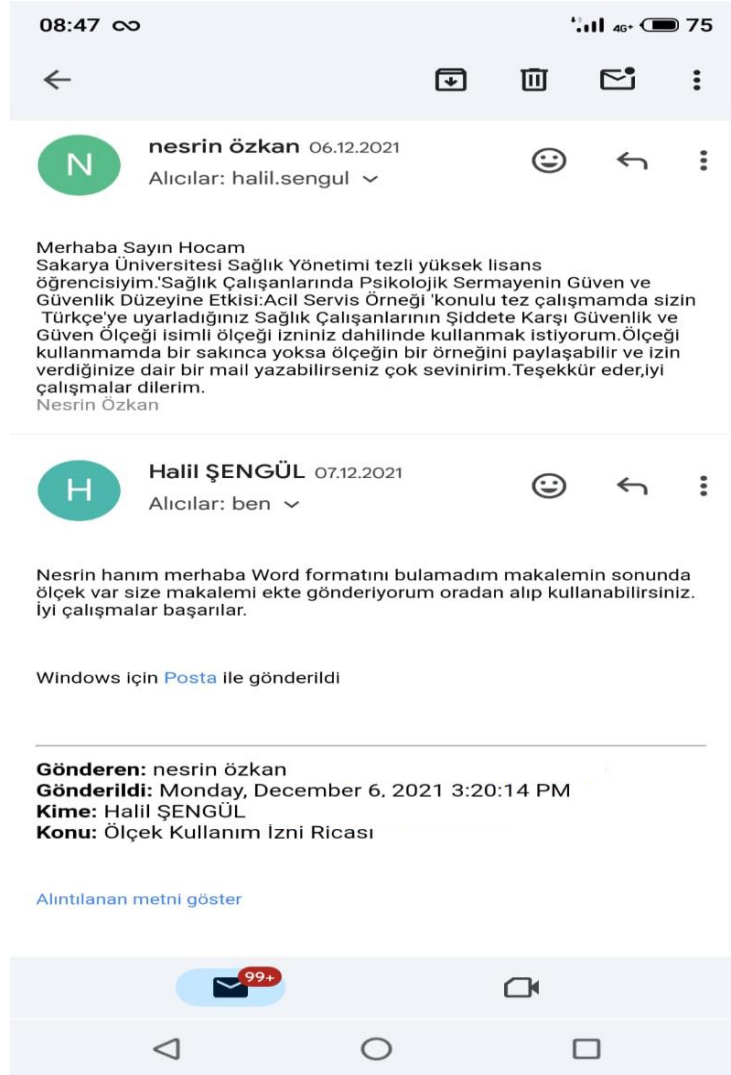 08:47
4G+ 75
N
nesrin özkan 06.12.2021
Alıcılar: halil.sengul
Merhaba Sayın Hocam
Sakarya Üniversitesi Sağlık Yönetimi tezli yüksek lisans
öğrencisiyim.'Sağlık Çalışanlarında Psikolojik Sermayenin Güven ve
Güvenlik Düzeyine Etkisi:Acil Servis Örneği 'konulu tez çalışmamda sizin
Türkçe'ye uyarladığınız Sağlık Çalışanlarının Şiddete Karşı Güvenlik ve
Güven Ölçeği isimli ölçeği izniniz dahilinde kullanmak istiyorum.Ölçeği
kullanmamda bir sakınca yoksa ölçeğin bir örneğini paylaşabilir ve izin
verdiğinize dair bir mail yazabilirseniz çok sevinirim.Teşekkür eder,iyi
çalışmalar dilerim.
Nesrin Özkan
H
Halil ŞENGÜL 07.12.2021
Alıcılar: ben
Nesrin hanım merhaba Word formatını bulamadım makalemin sonunda
ölçek var size makalemi ekte gönderiyorum oradan alıp kullanabilirsiniz.
İyi çalışmalar başarılar.
Windows için Posta ile gönderildi
Gönderen: nesrin özkan
Gönderildi: Monday, December 6, 2021 3:20:14 PM
Kime: Halil ŞENGÜL
Konu: Ölçek Kullanım İzni Ricası
Alıntılanan metni göster
99+